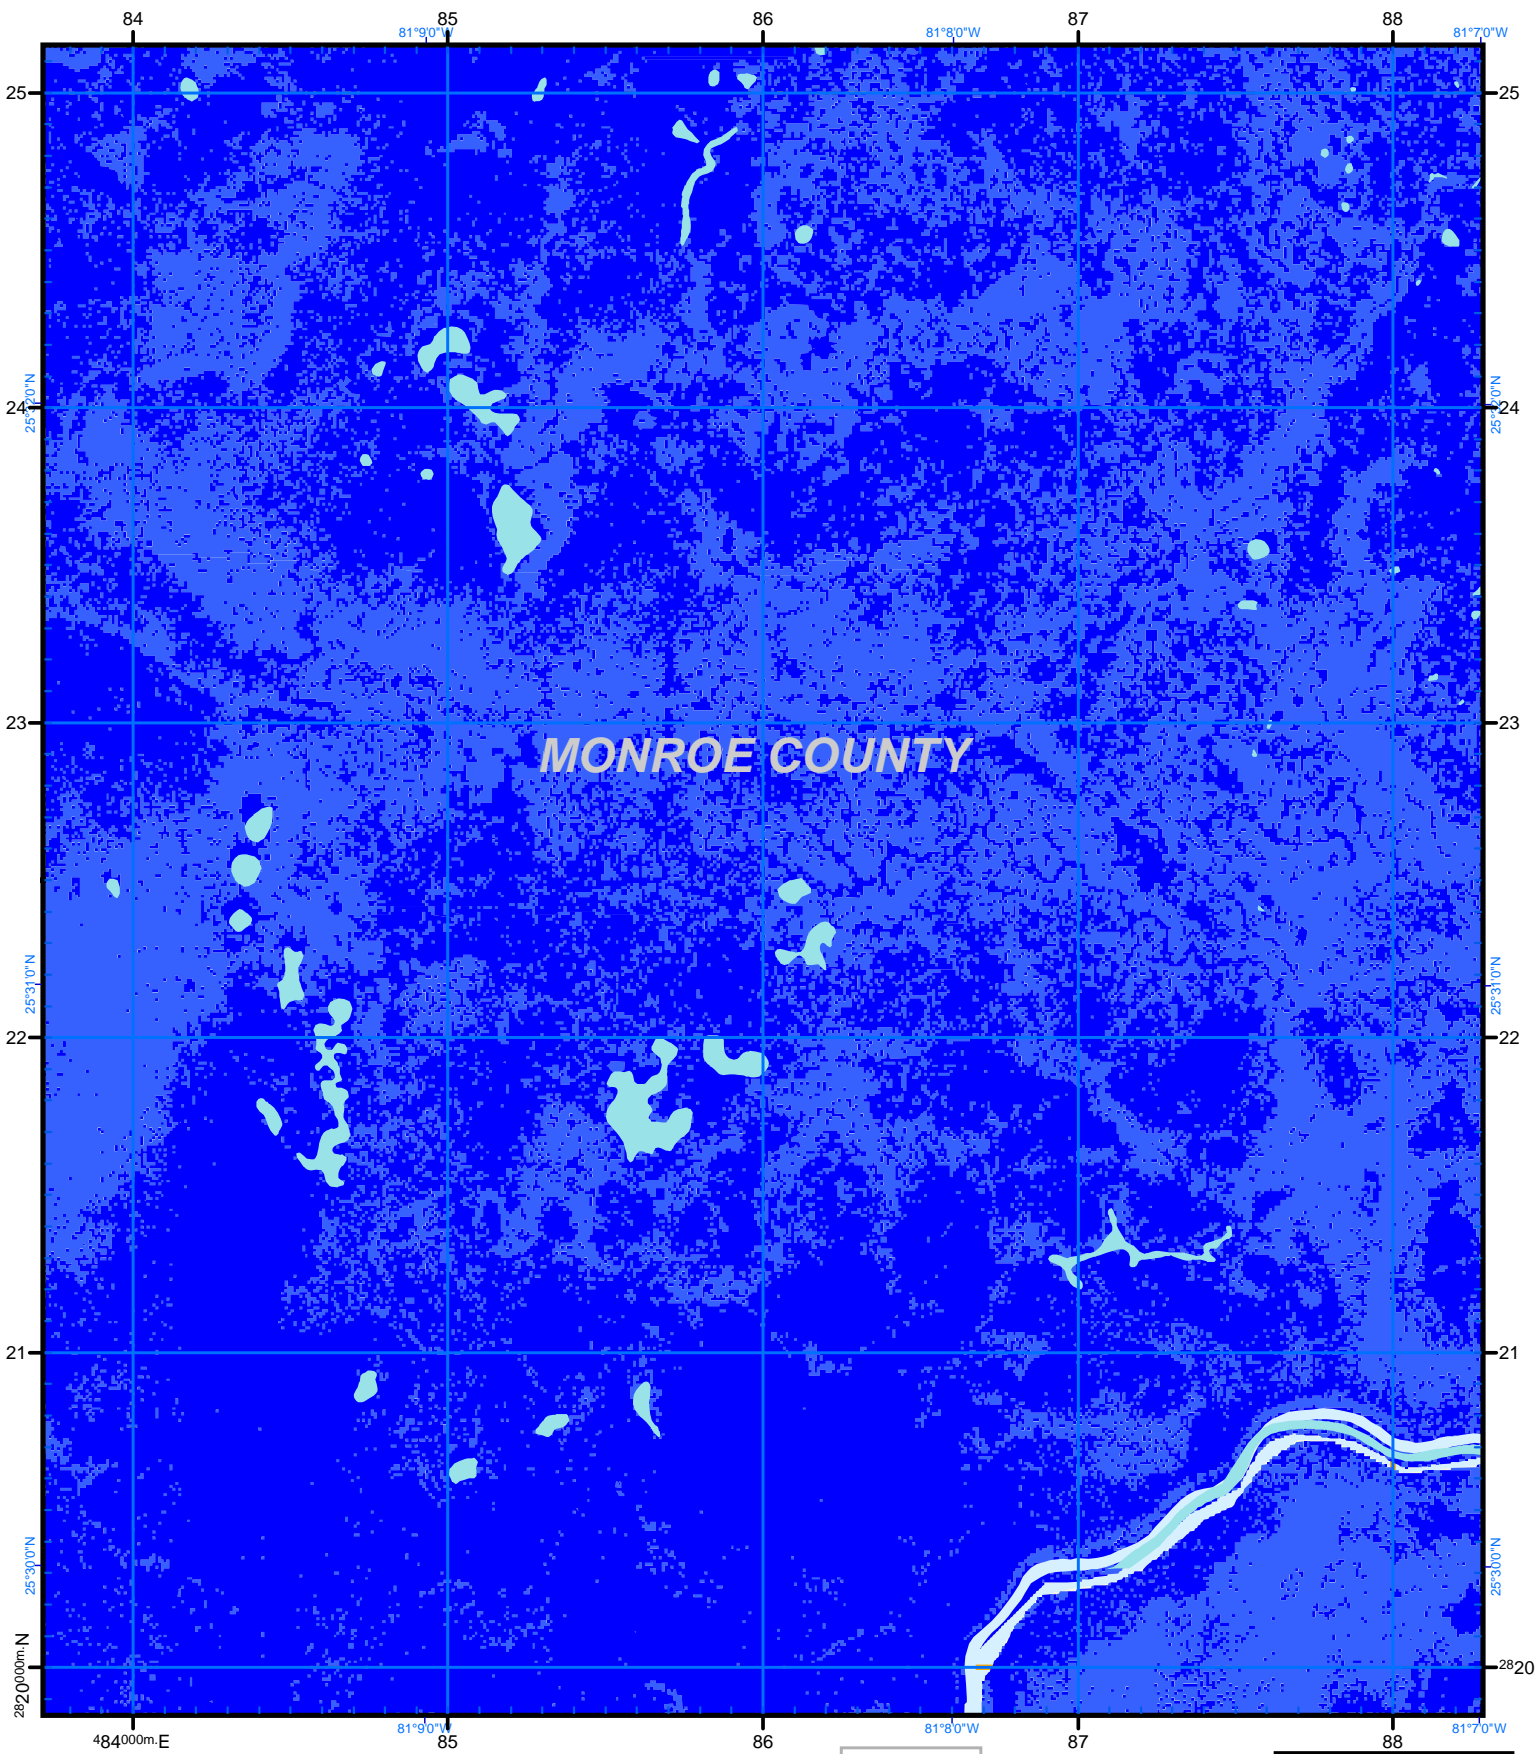 84 85 86 87 88
81°9'0"W 81°8'0"W 81°7'0"W
25 25
24 24
25°32'0"N 25°32'0"N
23 23
MONROE COUNTY
25°31'0"N 25°31'0"N
22 22
21 21
25°30'0"N 25°30'0"N
2820000m.N 2820
81°9'0"W 81°8'0"W 81°7'0"W
484000m.E 85 86 87 88